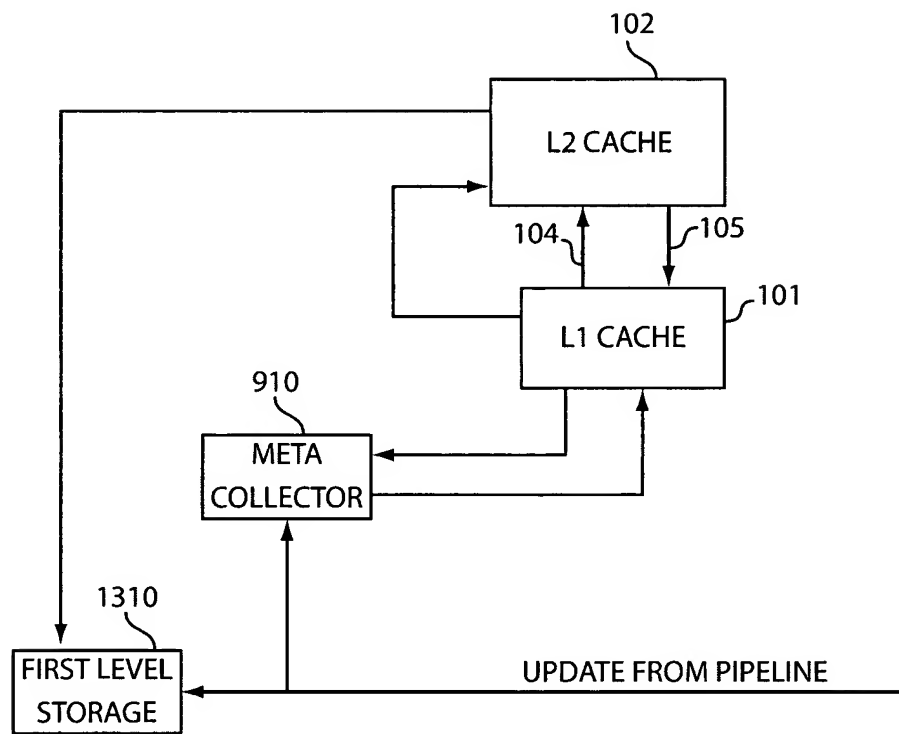 102
L2 CACHE
104
105
101
L1 CACHE
910
META
COLLECTOR
1310
FIRST LEVEL
STORAGE
UPDATE FROM PIPELINE